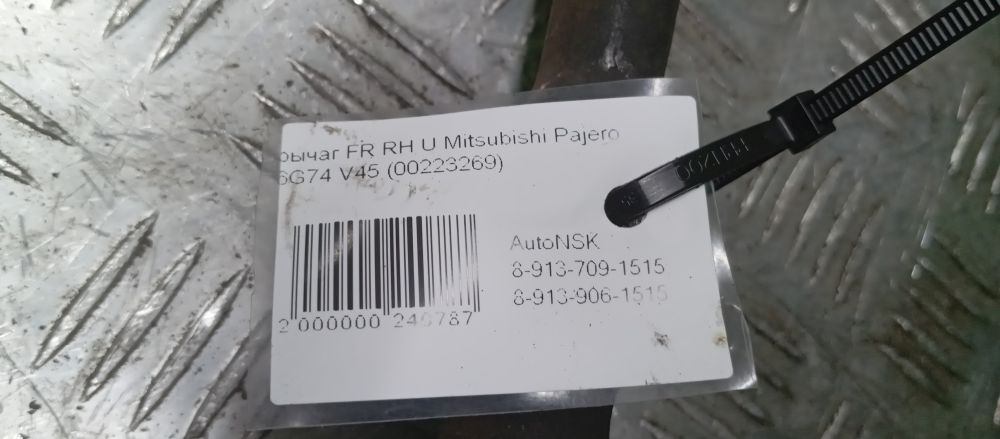 рычаг FR RH U Mitsubishi Pajero
6G74 V45 (00223269)
AutoNSK
8-913-709-1515
8-913-906-1515
2 000000 246787